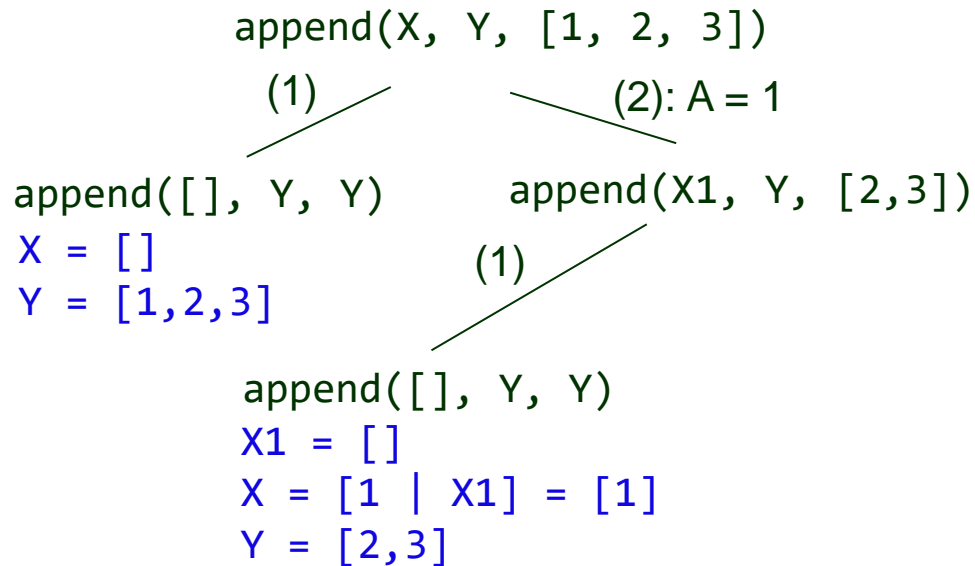 append(X, Y, [1, 2, 3])
(1)
(2): A = 1
append([], Y, Y)
X = []
Y = [1,2,3]
append(X1, Y, [2,3])
(1)
append([], Y, Y)
X1 = []
X = [1 | X1] = [1]
Y = [2,3]